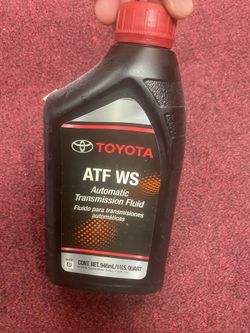 TOYOTA
ATF WS
Automatic
Transmission Fluid
Fluido para transmisiones
automáticas
CONT. NET. 946mL/1 U.S. QUART